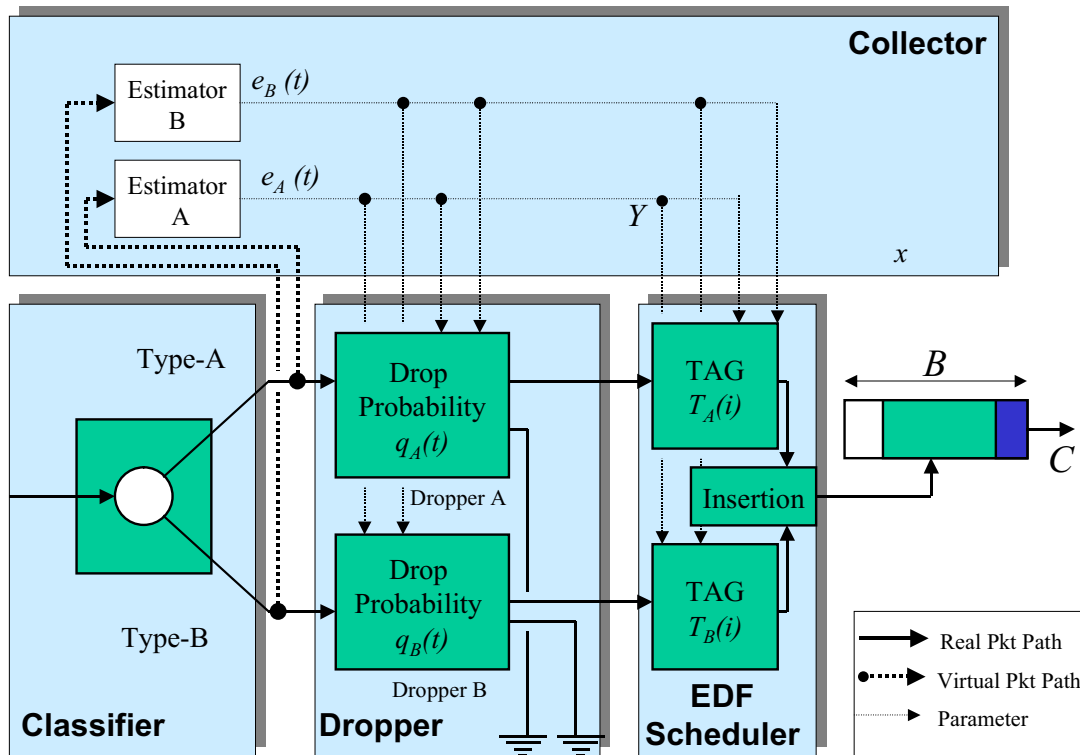 Collector
Estimator
B
e_B (t)
Estimator
A
e_A (t)
Y
x
Type-A
Type-B
Classifier
Drop
Probability
q_A(t)
Dropper A
Drop
Probability
q_B(t)
Dropper B
Dropper
TAG
T_A(i)
Insertion
TAG
T_B(i)
EDF
Scheduler
B
C
Real Pkt Path
Virtual Pkt Path
Parameter